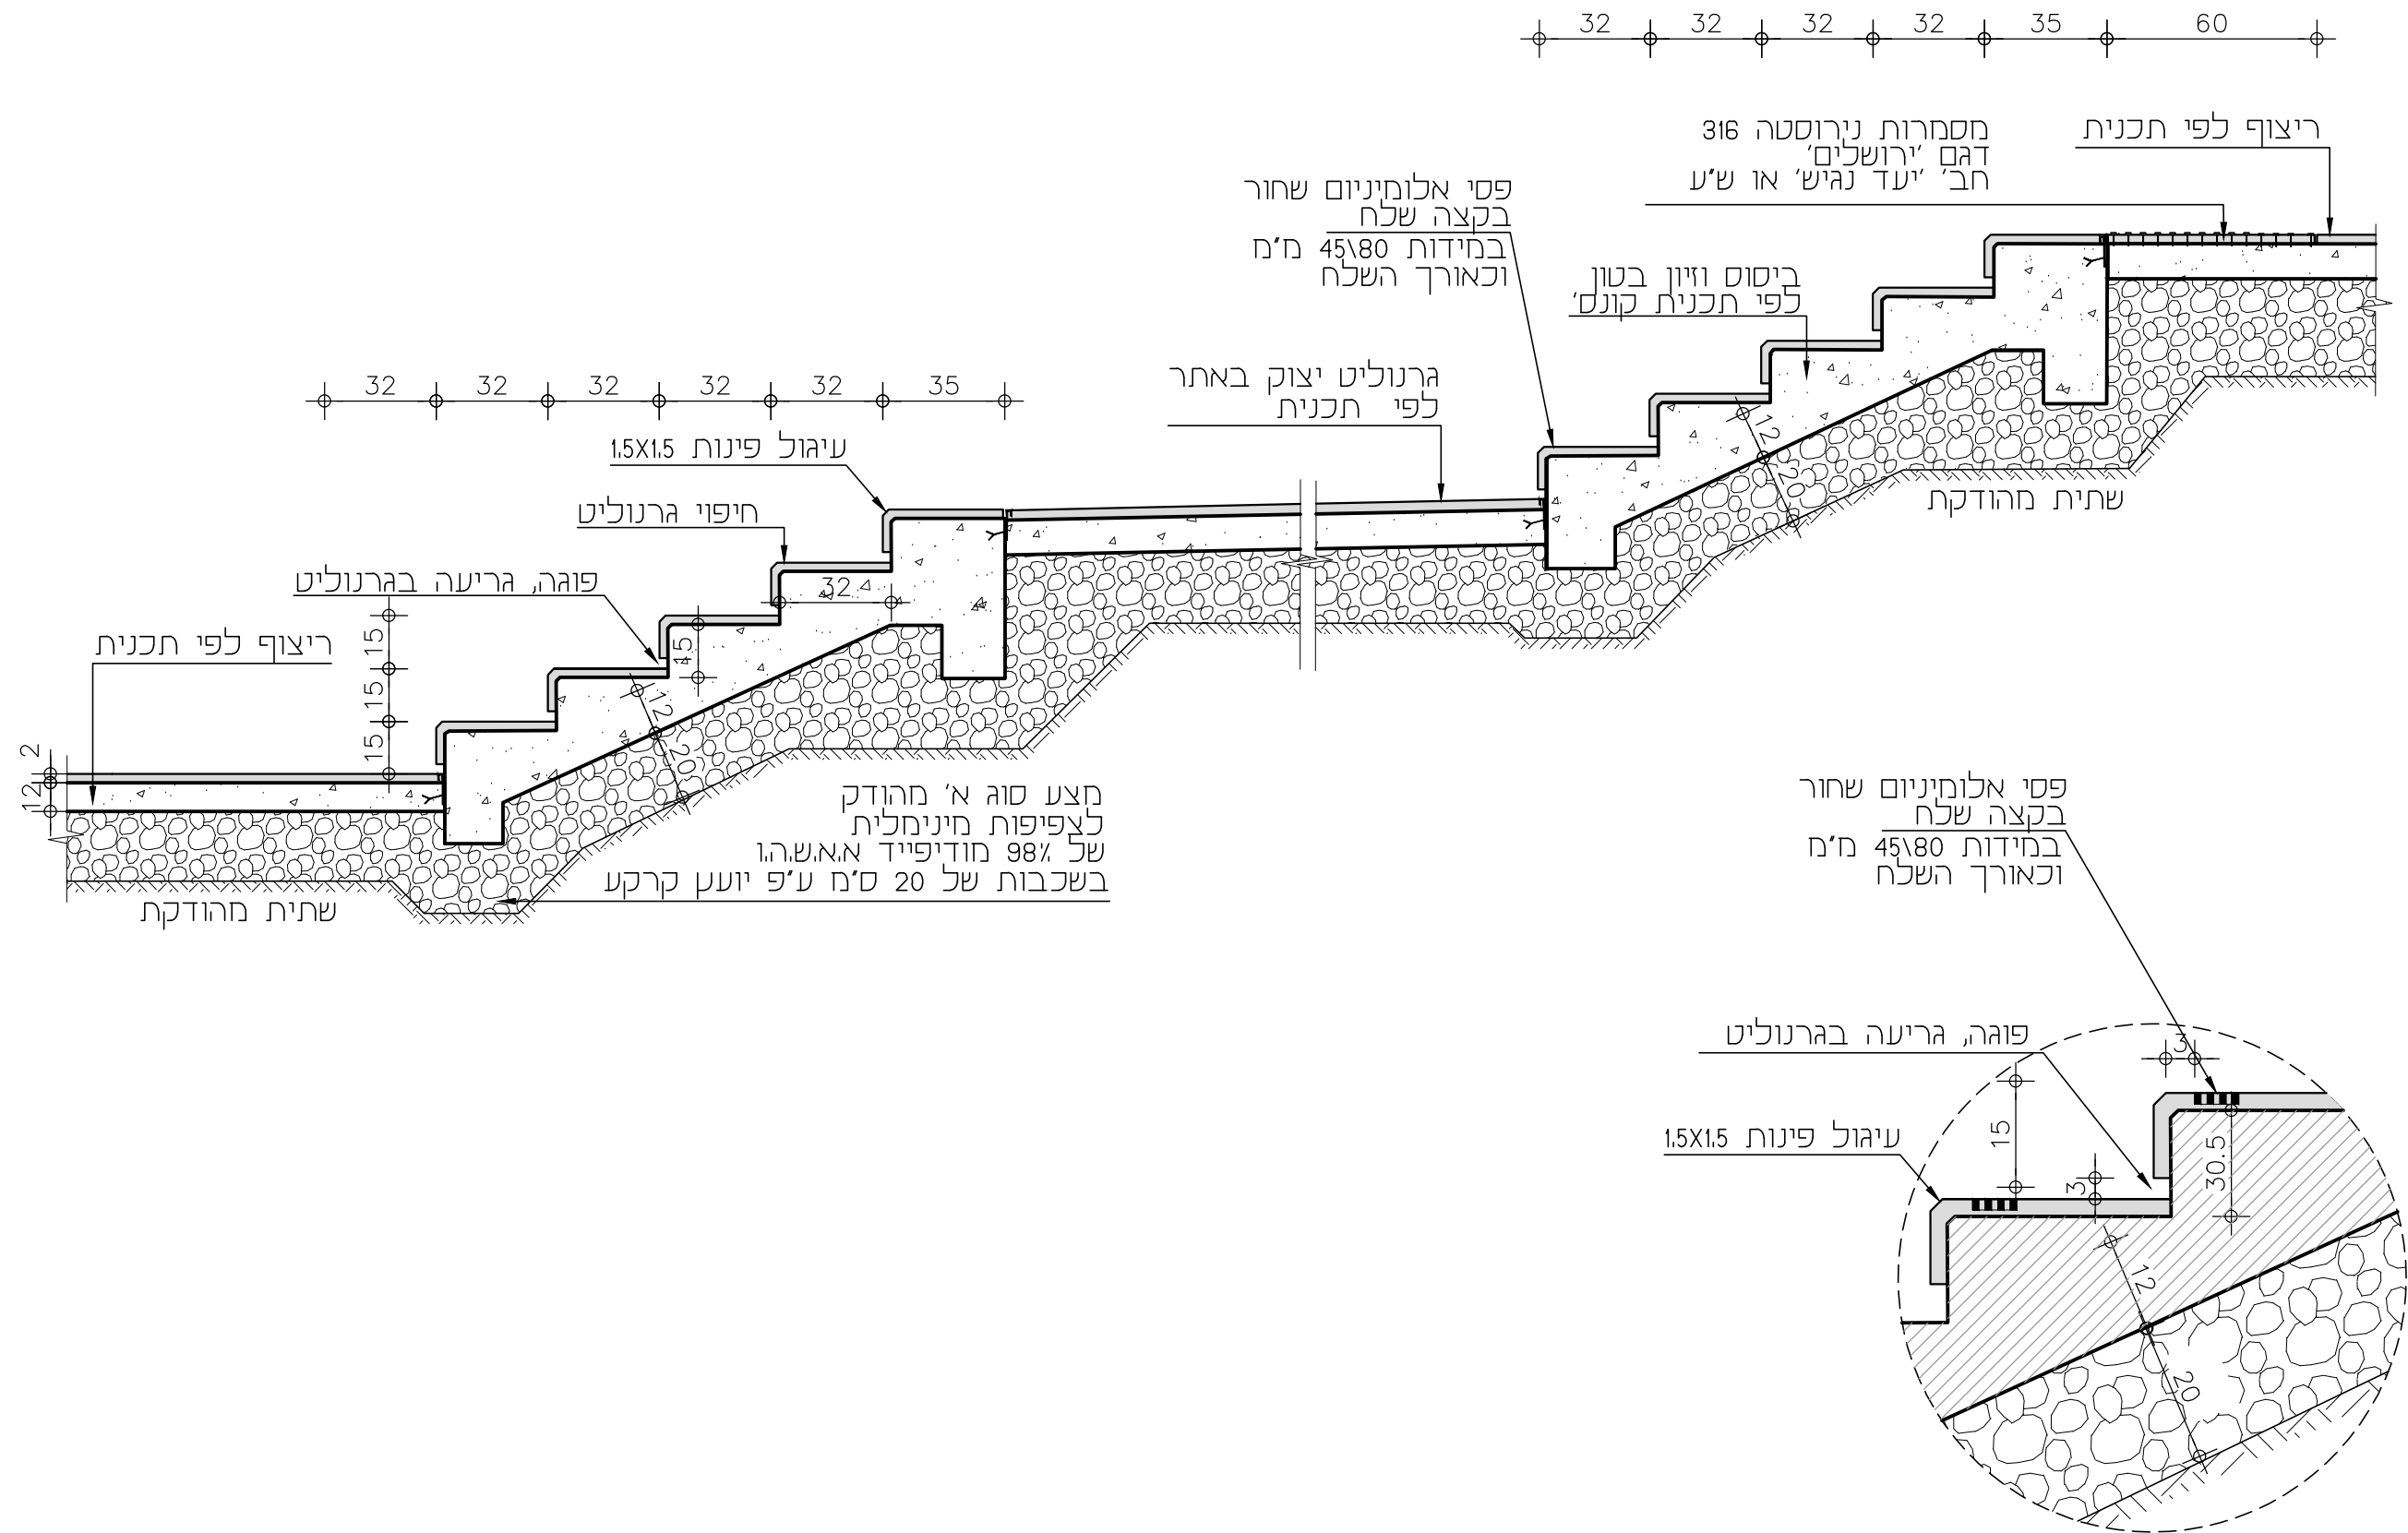 32 32 32 32 35 60
מסמרות נירוסטה 316
דגם 'ירושלים'
חב' 'יעד נגיש' או ש"ע
ריצוף לפי תכנית
פסי אלומיניום שחור
בקצה שלח
במידות 45\80 מ"מ
וכאורך השלח
ביסוס וזיון בטון
לפי תכנית קונס'
גרנוליט יצוק באתר
לפי תכנית
12
20
שתית מהודקת
32 32 32 32 32 35
עיגול פינות 1.5X1.5
חיפוי גרנוליט
פוגה, גריעה בגרנוליט
ריצוף לפי תכנית
32
15
15
15
15
2
12
12
20
מצע סוג א' מהודק
לצפיפות מינימלית
של 98% מודיפייד א.א.ש.ה.ו
בשכבות של 20 ס"מ ע"פ יועץ קרקע
שתית מהודקת
פסי אלומיניום שחור
בקצה שלח
במידות 45\80 מ"מ
וכאורך השלח
פוגה, גריעה בגרנוליט
עיגול פינות 1.5X1.5
3
15
3
30.5
12
20